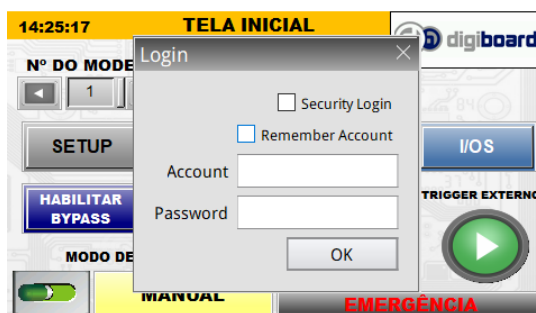 14:25:17 TELA INICIAL
digiboard
Login
Nº DO MODE
1
Security Login
Remember Account
SETUP
I/OS
Account
HABILITAR
BYPASS
TRIGGER EXTERNO
Password
OK
MODO DE
MANUAL
EMERGÊNCIA